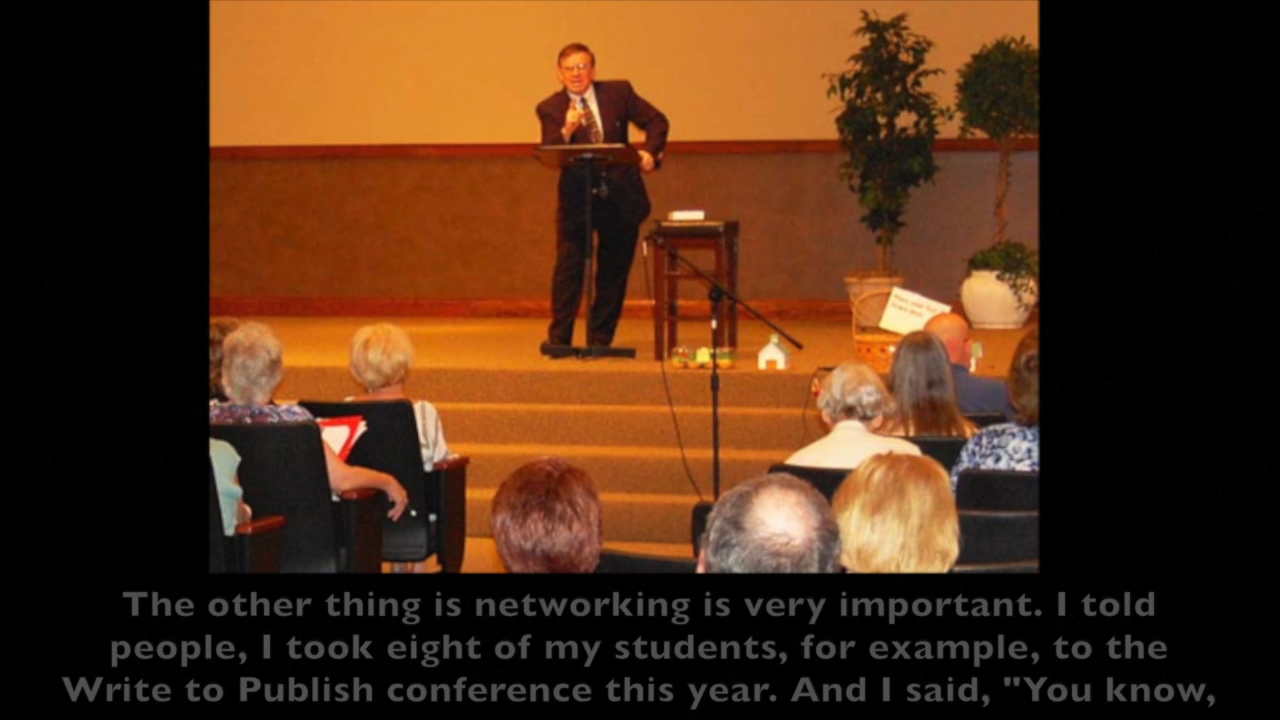 The other thing is networking is very important. I told
people, I took eight of my students, for example, to the
Write to Publish conference this year. And I said, "You know,